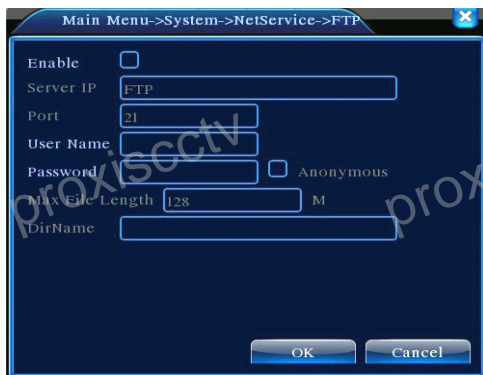 Main Menu->System->NetService->FTP
Enable
Server IP FTP
Port 21
User Name
Password Anonymous
Max File Length 128 M
DirName
OK Cancel
proxiscctv
prox